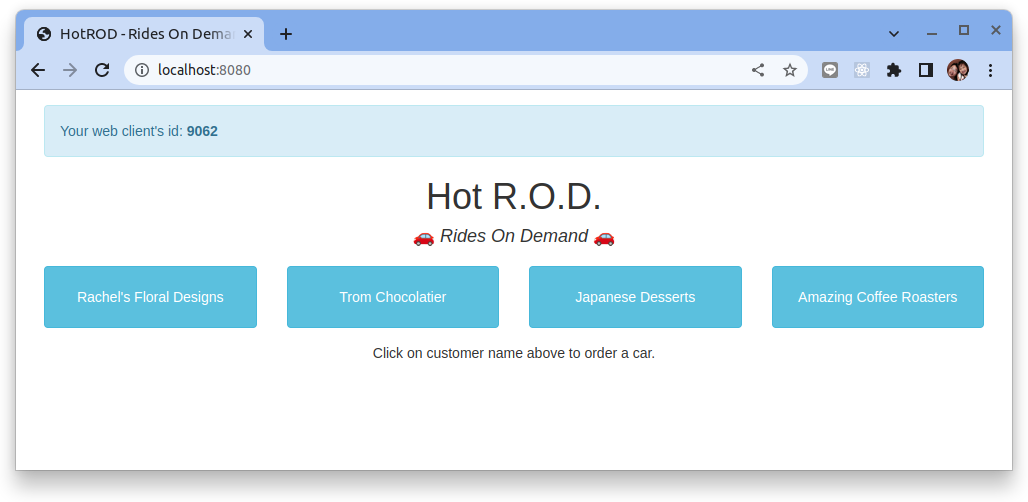 HotROD - Rides On Dema
localhost:8080
Your web client's id: 9062
Hot R.O.D.
🚗 Rides On Demand 🚗
Rachel's Floral Designs
Trom Chocolatier
Japanese Desserts
Amazing Coffee Roasters
Click on customer name above to order a car.